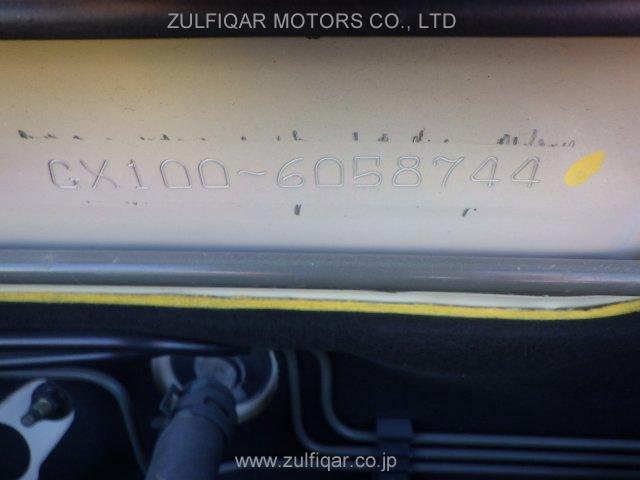 ZULFIQAR MOTORS CO., LTD
GX100-6058744
www.zulfiqar.co.jp